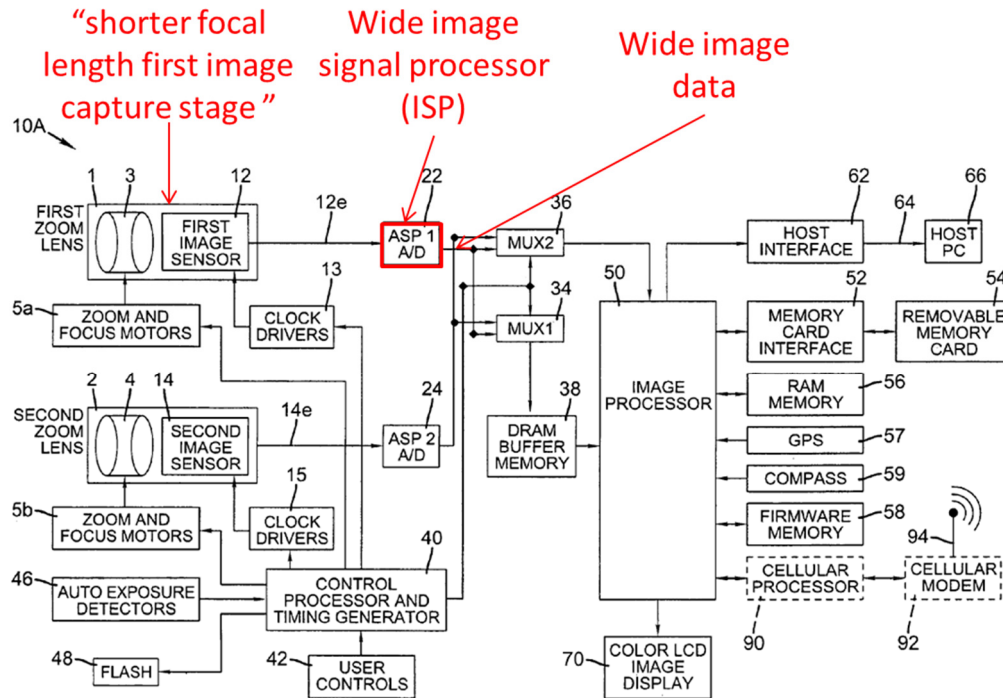 “shorter focal
length first image
capture stage”
Wide image
signal processor
(ISP)
Wide image
data
10A
1
3
12
12e
22
36
62
64
66
FIRST
ZOOM
LENS
FIRST
IMAGE
SENSOR
ASP 1
A/D
MUX2
HOST
INTERFACE
HOST
PC
5a
ZOOM AND
FOCUS MOTORS
13
CLOCK
DRIVERS
34
MUX1
50
52
54
MEMORY
CARD
INTERFACE
REMOVABLE
MEMORY
CARD
2
4
14
14e
24
38
IMAGE
PROCESSOR
RAM
MEMORY
56
SECOND
ZOOM
LENS
SECOND
IMAGE
SENSOR
ASP 2
A/D
DRAM
BUFFER
MEMORY
GPS
57
COMPASS
59
5b
ZOOM AND
FOCUS MOTORS
15
CLOCK
DRIVERS
40
FIRMWARE
MEMORY
58
94
46
AUTO EXPOSURE
DETECTORS
CONTROL
PROCESSOR AND
TIMING GENERATOR
CELLULAR
PROCESSOR
90
CELLULAR
MODEM
92
48
FLASH
42
USER
CONTROLS
70
COLOR LCD
IMAGE
DISPLAY